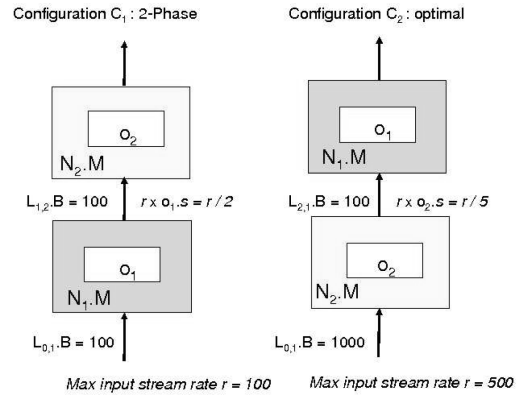 Configuration C₁ : 2-Phase
O₂
N₂.M
L₁,₂.B = 100
r x o₁.s = r / 2
O₁
N₁.M
L₀,₁.B = 100
Max input stream rate r = 100
Configuration C₂ : optimal
O₁
N₁.M
L₂,₁.B = 100
r x o₂.s = r / 5
O₂
N₂.M
L₀,₁.B = 1000
Max input stream rate r = 500